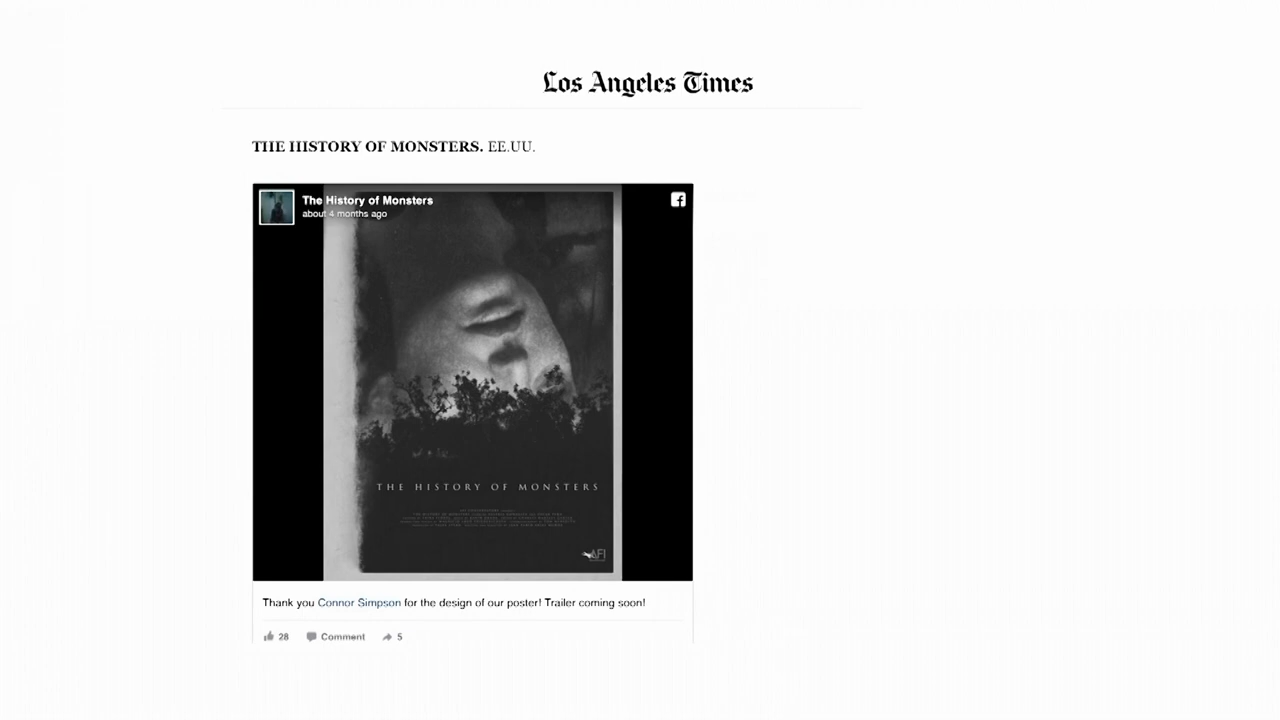 Los Angeles Times
THE HISTORY OF MONSTERS. EE.UU.
The History of Monsters
about 4 months ago
THE HISTORY OF MONSTERS
AFI
Thank you Connor Simpson for the design of our poster! Trailer coming soon!
28 Comment 5